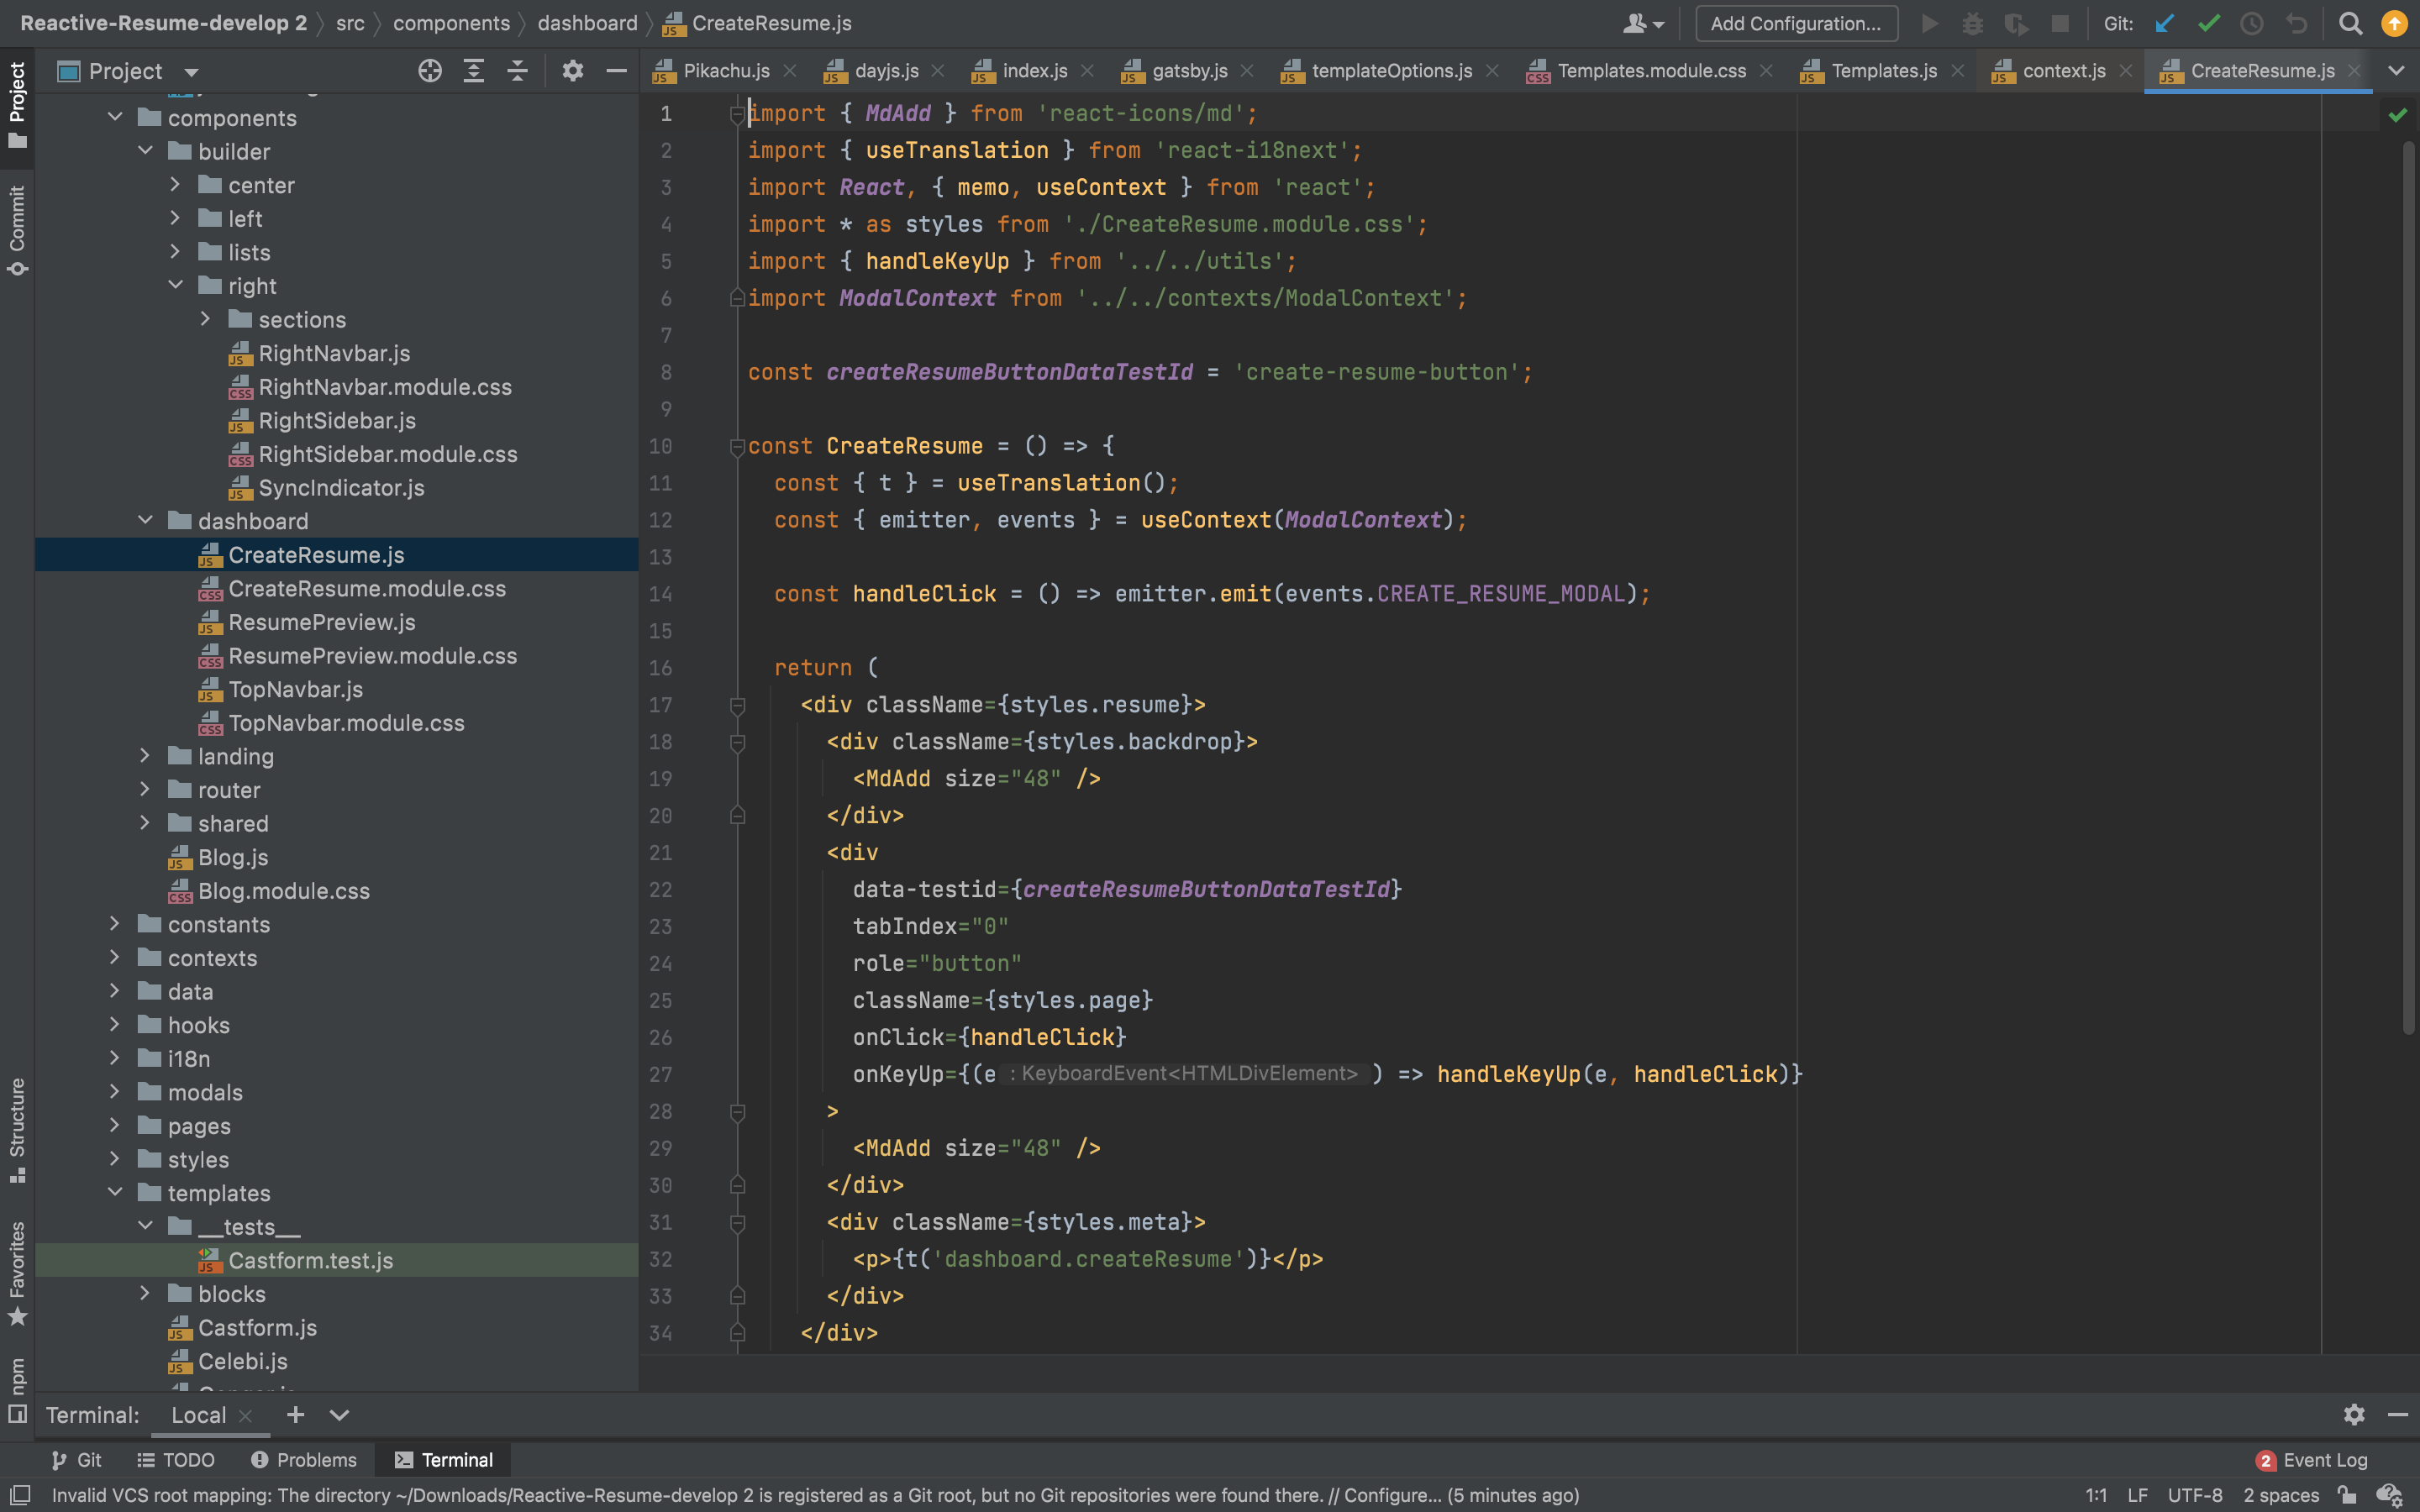 Reactive-Resume-develop 2 src components dashboard CreateResume.js Add Configuration... Git:
Project Pikachu.js dayjs.js index.js gatsby.js templateOptions.js Templates.module.css Templates.js context.js CreateResume.js
Project
Commit
Structure
Favorites
npm
components
builder
center
left
lists
right
sections
RightNavbar.js
RightNavbar.module.css
RightSidebar.js
RightSidebar.module.css
SyncIndicator.js
dashboard
CreateResume.js
CreateResume.module.css
ResumePreview.js
ResumePreview.module.css
TopNavbar.js
TopNavbar.module.css
landing
router
shared
Blog.js
Blog.module.css
constants
contexts
data
hooks
i18n
modals
pages
styles
templates
__tests__
Castform.test.js
blocks
Castform.js
Celebi.js
1 import { MdAdd } from 'react-icons/md';
2 import { useTranslation } from 'react-i18next';
3 import React, { memo, useContext } from 'react';
4 import * as styles from './CreateResume.module.css';
5 import { handleKeyUp } from '../../utils';
6 import ModalContext from '../../contexts/ModalContext';
7
8 const createResumeButtonDataTestId = 'create-resume-button';
9
10 const CreateResume = () => {
11 const { t } = useTranslation();
12 const { emitter, events } = useContext(ModalContext);
13
14 const handleClick = () => emitter.emit(events.CREATE_RESUME_MODAL);
15
16 return (
17 <div className={styles.resume}>
18 <div className={styles.backdrop}>
19 <MdAdd size="48" />
20 </div>
21 <div
22 data-testid={createResumeButtonDataTestId}
23 tabIndex="0"
24 role="button"
25 className={styles.page}
26 onClick={handleClick}
27 onKeyUp={(e : KeyboardEvent<HTMLDivElement> ) => handleKeyUp(e, handleClick)}
28 >
29 <MdAdd size="48" />
30 </div>
31 <div className={styles.meta}>
32 <p>{t('dashboard.createResume')}</p>
33 </div>
34 </div>
Terminal: Local
Git TODO Problems Terminal 2 Event Log
Invalid VCS root mapping: The directory ~/Downloads/Reactive-Resume-develop 2 is registered as a Git root, but no Git repositories were found there. // Configure... (5 minutes ago) 1:1 LF UTF-8 2 spaces